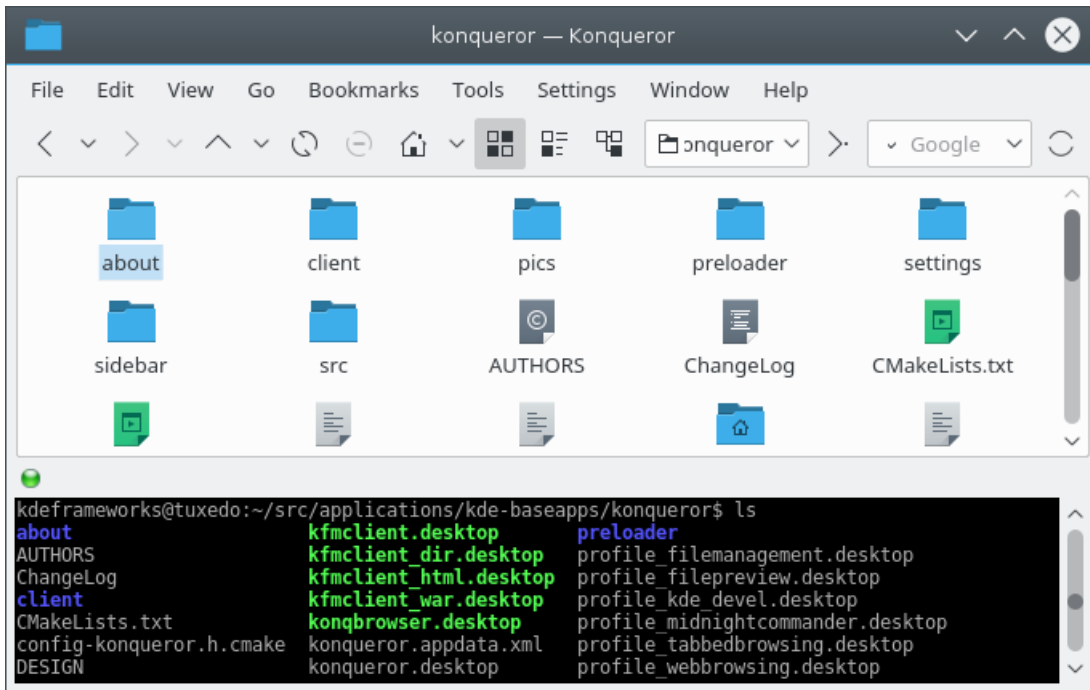 konqueror — Konqueror
File Edit View Go Bookmarks Tools Settings Window Help
onqueror Google
about client pics preloader settings
sidebar src AUTHORS ChangeLog CMakeLists.txt
kdeframeworks@tuxedo:~/src/applications/kde-baseapps/konqueror$ ls
about kfmclient.desktop preloader
AUTHORS kfmclient_dir.desktop profile_filemanagement.desktop
ChangeLog kfmclient_html.desktop profile_filepreview.desktop
client kfmclient_war.desktop profile_kde_devel.desktop
CMakeLists.txt konqbrowser.desktop profile_midnightcommander.desktop
config-konqueror.h.cmake konqueror.appdata.xml profile_tabbedbrowsing.desktop
DESIGN konqueror.desktop profile_webbrowsing.desktop